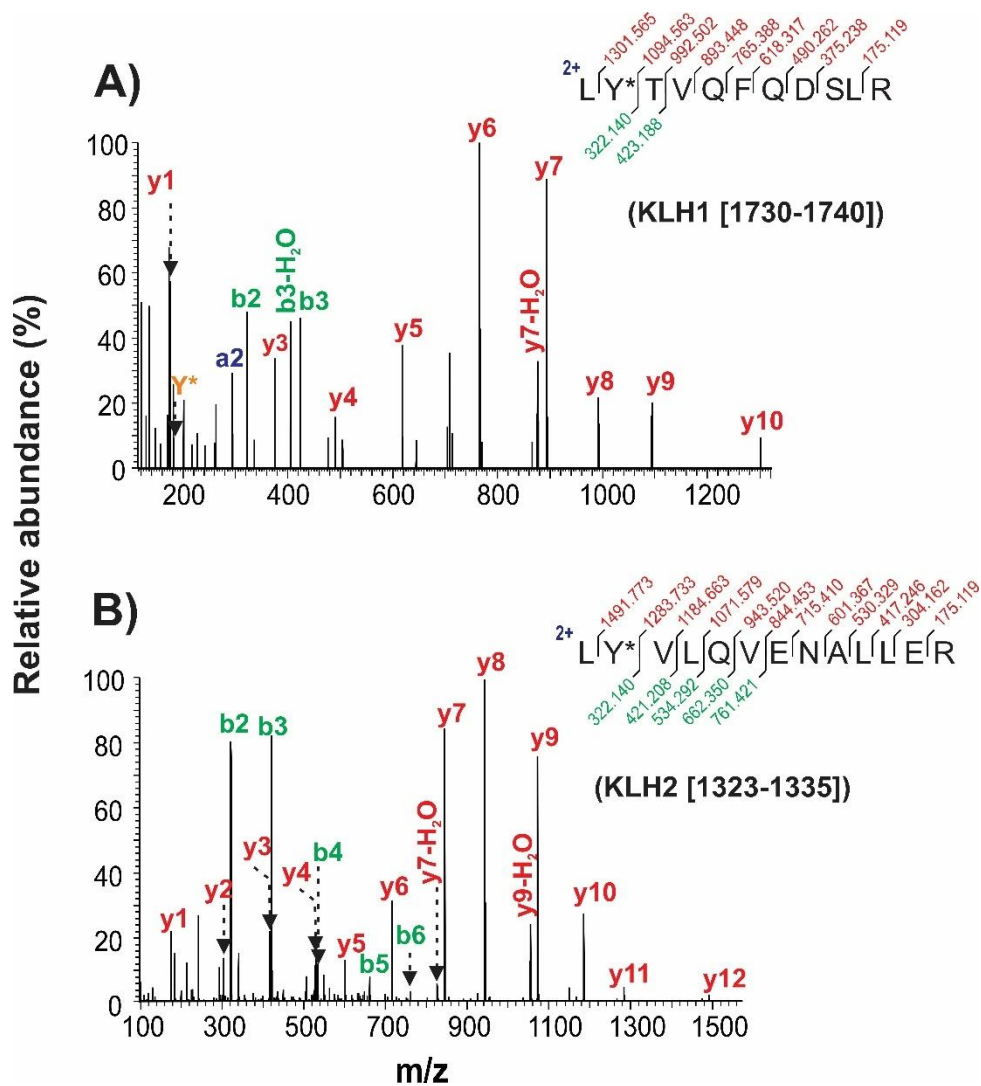 A)
1301.565 1094.563 992.502 893.448 765.388 618.317 490.262 375.238 175.119
2+
LY*TVQFQDSLR
322.140 423.188
(KLH1 [1730-1740])
y6
y7
y1
b3-H₂O
b2
b3
a2
y3
y4
y5
y7-H₂O
y8
y9
y10
Y*
100
80
60
40
20
0
200 400 600 800 1000 1200
Relative abundance (%)
B)
1491.773 1283.733 1184.663 1071.579 943.520 844.453 715.410 601.367 530.329 417.246 304.162 175.119
2+
LY* VLQVENALLER
322.140 421.208 534.292 662.350 761.421
(KLH2 [1323-1335])
y8
b2
b3
y7
y9
y3
y4
b4
y7-H₂O
y9-H₂O
y2
y1
y6
y5
b5
b6
y10
y11
y12
100
80
60
40
20
0
100 300 500 700 900 1100 1300 1500
m/z